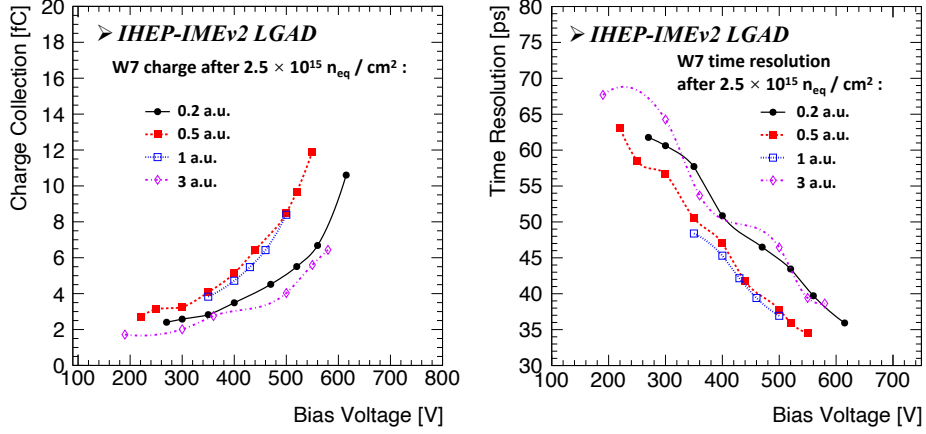 Charge Collection [fC]
20
18
16
14
12
10
8
6
4
2
0
➢ IHEP-IMEv2 LGAD
W7 charge after 2.5 × 10¹⁵ n_eq / cm² :
0.2 a.u.
0.5 a.u.
1 a.u.
3 a.u.
100 200 300 400 500 600 700 800
Bias Voltage [V]
Time Resolution [ps]
80
75
70
65
60
55
50
45
40
35
30
➢ IHEP-IMEv2 LGAD
W7 time resolution
after 2.5 × 10¹⁵ n_eq / cm² :
0.2 a.u.
0.5 a.u.
1 a.u.
3 a.u.
100 200 300 400 500 600 700
Bias Voltage [V]